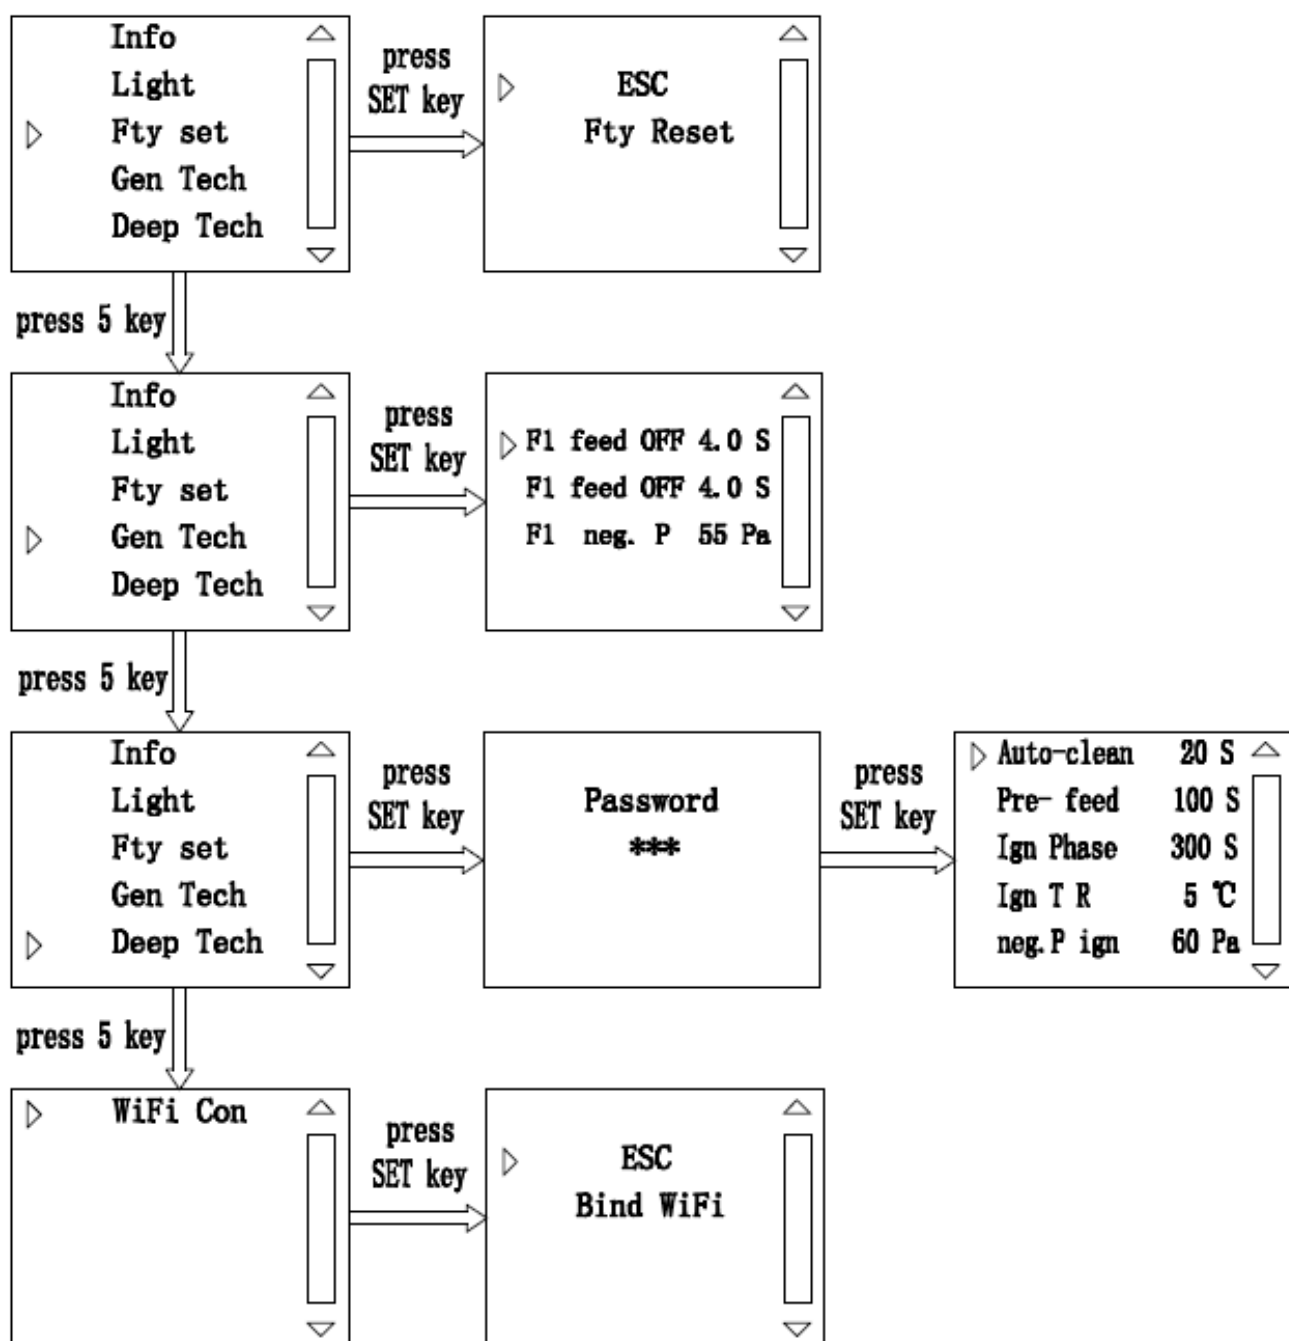 Info
Light
Fty set
Gen Tech
Deep Tech
press
SET key
ESC
Fty Reset
press 5 key
Info
Light
Fty set
Gen Tech
Deep Tech
press
SET key
F1 feed OFF 4.0 S
F1 feed OFF 4.0 S
F1 neg. P 55 Pa
press 5 key
Info
Light
Fty set
Gen Tech
Deep Tech
press
SET key
Password
***
press
SET key
Auto-clean 20 S
Pre- feed 100 S
Ign Phase 300 S
Ign T R 5 ℃
neg.P ign 60 Pa
press 5 key
WiFi Con
press
SET key
ESC
Bind WiFi